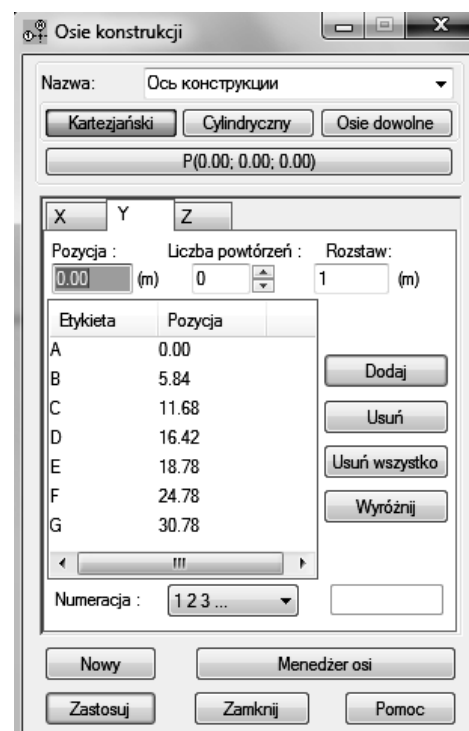 Osie konstrukcji
Nazwa: Ось конструкции
Kartezjański Cylindryczny Osie dowolne
P(0.00; 0.00; 0.00)
X Y Z
Pozycja : Liczba powtórzeń : Rozstaw:
0.00 (m) 0 1 (m)
Etykieta Pozycja
A 0.00
B 5.84
C 11.68
D 16.42
E 18.78
F 24.78
G 30.78
Dodaj
Usuń
Usuń wszystko
Wyróżnij
Numeracja : 1 2 3 ...
Nowy Menedżer osi
Zastosuj Zamknij Pomoc